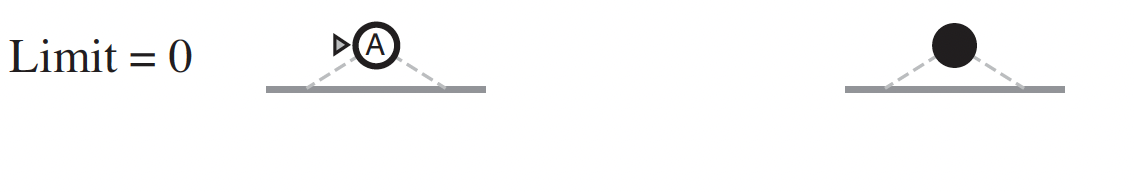 Limit = 0
A